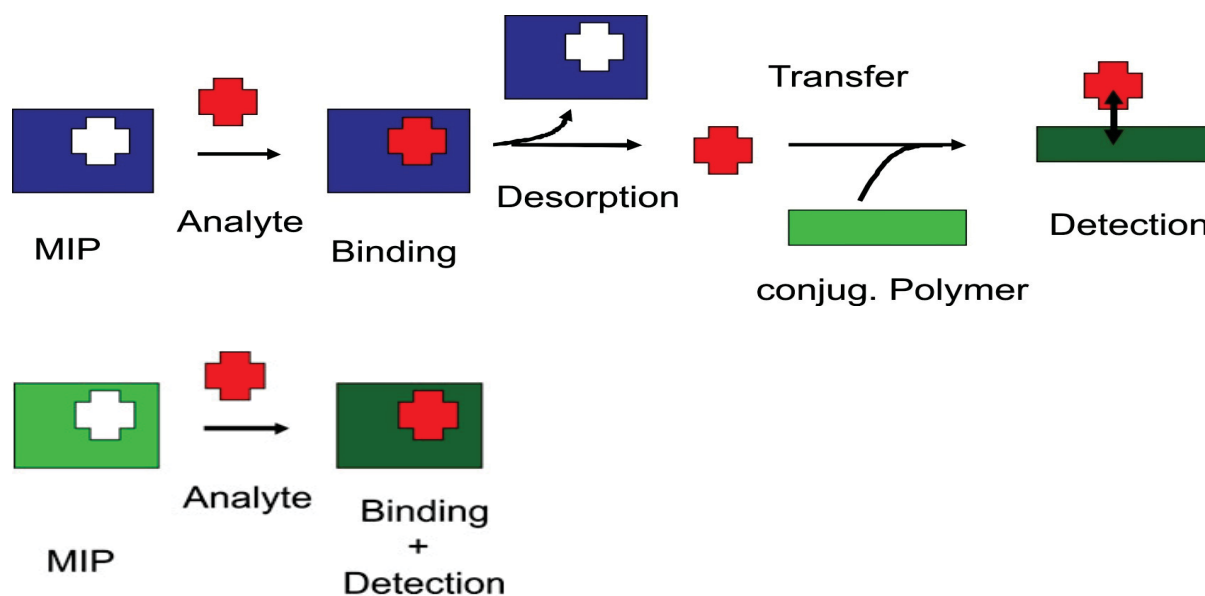 Transfer
Desorption
Analyte
MIP
Binding
Detection
conjug. Polymer
Analyte
MIP
Binding
+
Detection